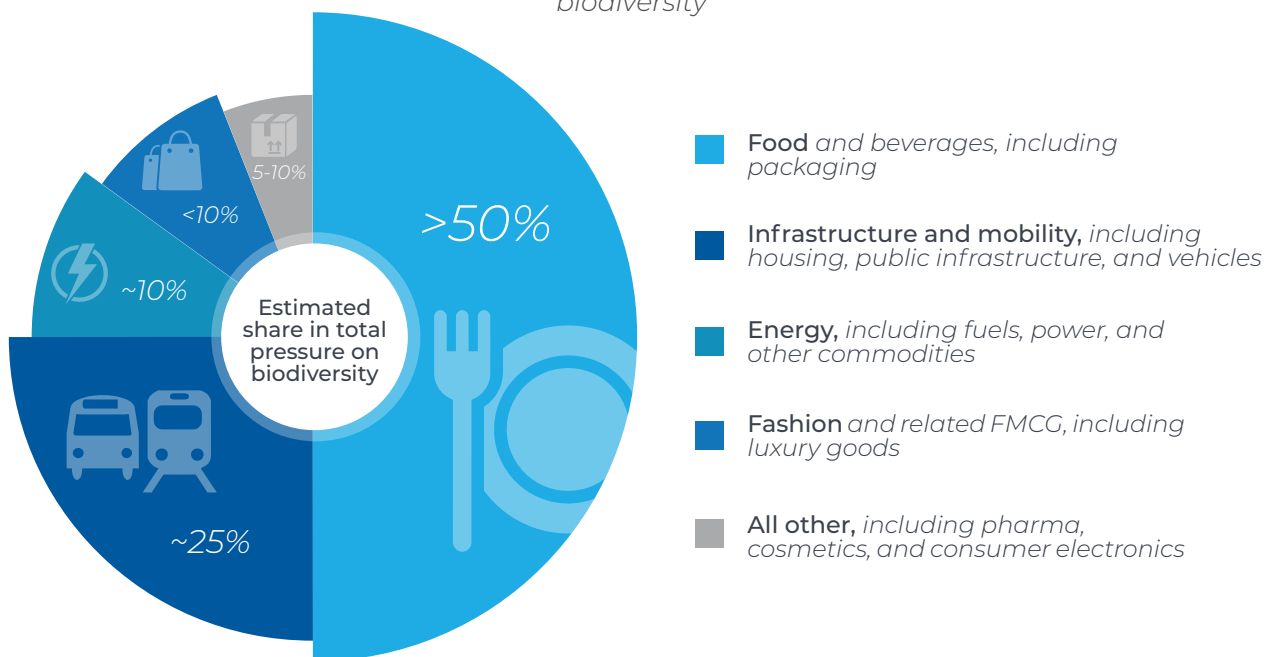 biodiversity
>50%
5-10%
<10%
~10%
~25%
Estimated
share in total
pressure on
biodiversity
Food and beverages, including
packaging
Infrastructure and mobility, including
housing, public infrastructure, and vehicles
Energy, including fuels, power, and
other commodities
Fashion and related FMCG, including
luxury goods
All other, including pharma,
cosmetics, and consumer electronics